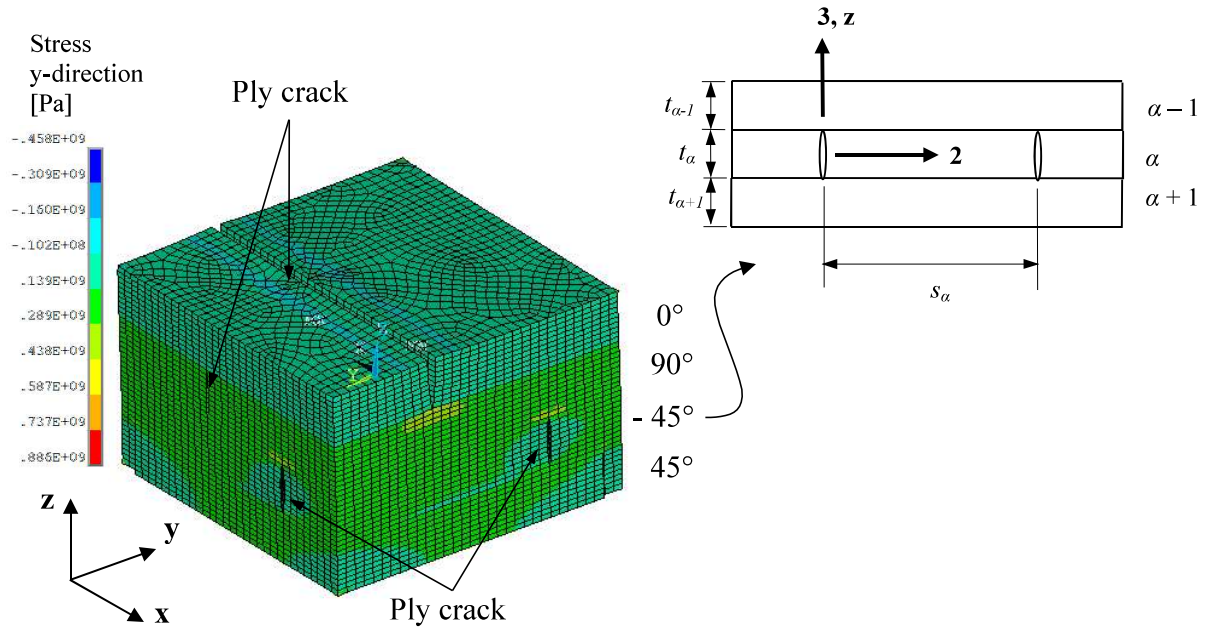 Stress
y-direction
[Pa]
-.458E+09
-.309E+09
-.160E+09
-.102E+08
.139E+09
.289E+09
.438E+09
.587E+09
.737E+09
.886E+09
Ply crack
Y
z
y
x
Ply crack
3, z
tα-1
tα
tα+1
2
α – 1
α
α + 1
sα
0°
90°
- 45°
45°